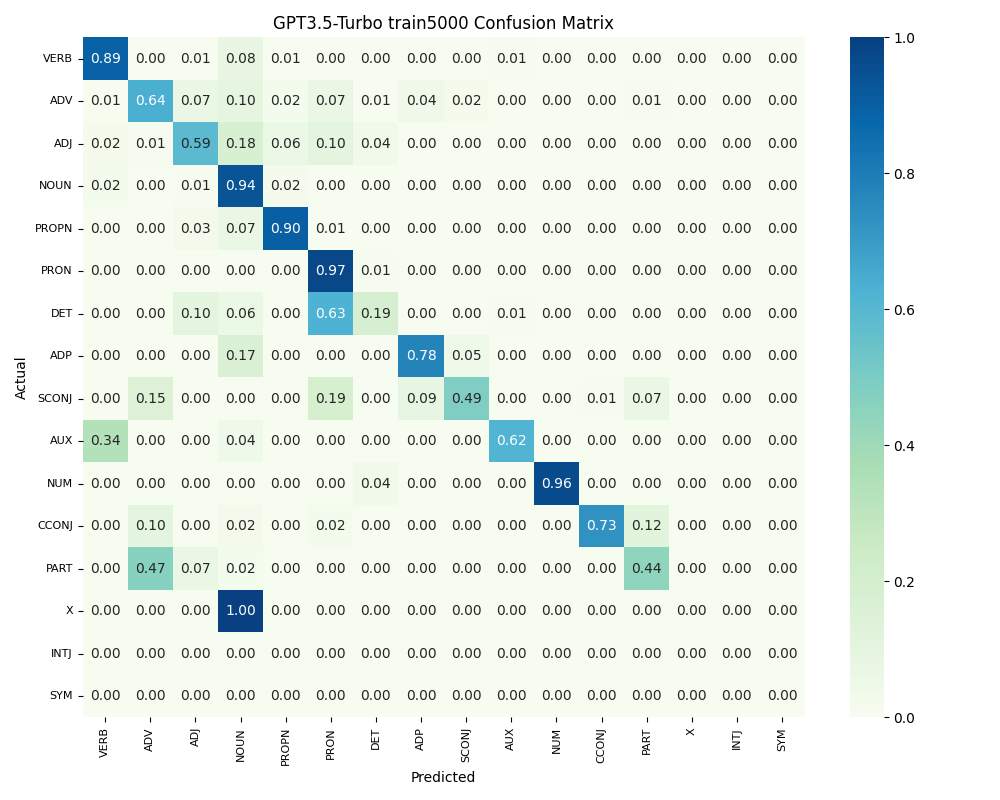 GPT3.5-Turbo train5000 Confusion Matrix
VERB 0.89 0.00 0.01 0.08 0.01 0.00 0.00 0.00 0.00 0.01 0.00 0.00 0.00 0.00 0.00 0.00
ADV 0.01 0.64 0.07 0.10 0.02 0.07 0.01 0.04 0.02 0.00 0.00 0.00 0.01 0.00 0.00 0.00
ADJ 0.02 0.01 0.59 0.18 0.06 0.10 0.04 0.00 0.00 0.00 0.00 0.00 0.00 0.00 0.00 0.00
NOUN 0.02 0.00 0.01 0.94 0.02 0.00 0.00 0.00 0.00 0.00 0.00 0.00 0.00 0.00 0.00 0.00
PROPN 0.00 0.00 0.03 0.07 0.90 0.01 0.00 0.00 0.00 0.00 0.00 0.00 0.00 0.00 0.00 0.00
PRON 0.00 0.00 0.00 0.00 0.00 0.97 0.01 0.00 0.00 0.00 0.00 0.00 0.00 0.00 0.00 0.00
DET 0.00 0.00 0.10 0.06 0.00 0.63 0.19 0.00 0.00 0.01 0.00 0.00 0.00 0.00 0.00 0.00
ADP 0.00 0.00 0.00 0.17 0.00 0.00 0.00 0.78 0.05 0.00 0.00 0.00 0.00 0.00 0.00 0.00
SCONJ 0.00 0.15 0.00 0.00 0.00 0.19 0.00 0.09 0.49 0.00 0.00 0.01 0.07 0.00 0.00 0.00
AUX 0.34 0.00 0.00 0.04 0.00 0.00 0.00 0.00 0.00 0.62 0.00 0.00 0.00 0.00 0.00 0.00
NUM 0.00 0.00 0.00 0.00 0.00 0.00 0.04 0.00 0.00 0.00 0.96 0.00 0.00 0.00 0.00 0.00
CCONJ 0.00 0.10 0.00 0.02 0.00 0.02 0.00 0.00 0.00 0.00 0.00 0.73 0.12 0.00 0.00 0.00
PART 0.00 0.47 0.07 0.02 0.00 0.00 0.00 0.00 0.00 0.00 0.00 0.00 0.44 0.00 0.00 0.00
X 0.00 0.00 0.00 1.00 0.00 0.00 0.00 0.00 0.00 0.00 0.00 0.00 0.00 0.00 0.00 0.00
INTJ 0.00 0.00 0.00 0.00 0.00 0.00 0.00 0.00 0.00 0.00 0.00 0.00 0.00 0.00 0.00 0.00
SYM 0.00 0.00 0.00 0.00 0.00 0.00 0.00 0.00 0.00 0.00 0.00 0.00 0.00 0.00 0.00 0.00
VERB ADV ADJ NOUN PROPN PRON DET ADP SCONJ AUX NUM CCONJ PART X INTJ SYM
Predicted
Actual
1.0
0.8
0.6
0.4
0.2
0.0